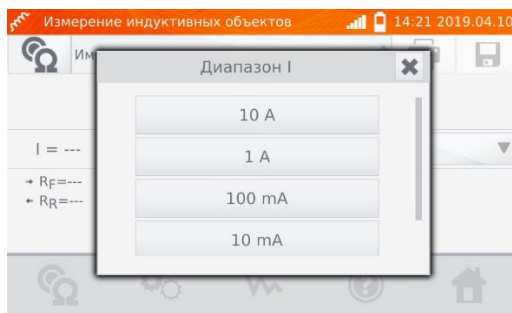 Измерение индуктивных объектов 14:21 2019.04.10
Им
Диапазон I
10 A
1 A
100 mA
10 mA
I = ---
→ RF=---
← RR=---